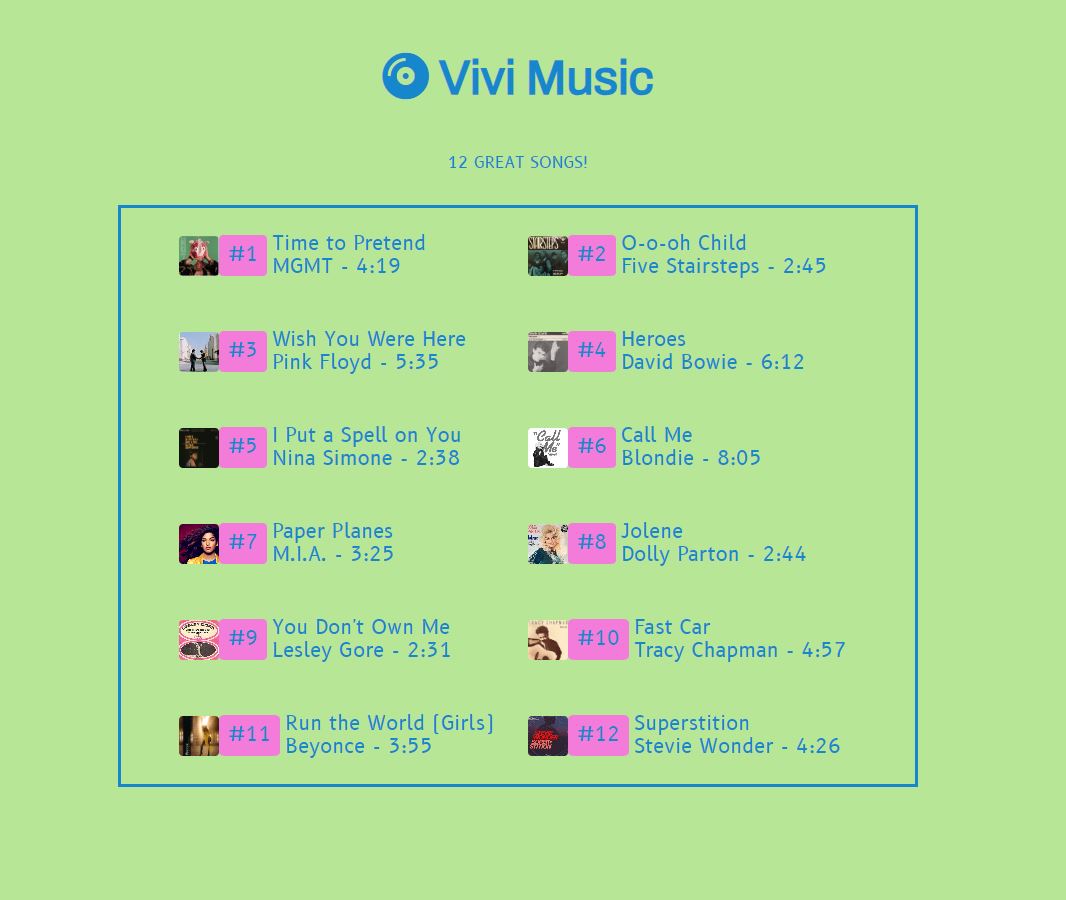 Vivi Music
12 GREAT SONGS!
#1
Time to Pretend
MGMT - 4:19
#2
O-o-oh Child
Five Stairsteps - 2:45
#3
Wish You Were Here
Pink Floyd - 5:35
#4
Heroes
David Bowie - 6:12
#5
I Put a Spell on You
Nina Simone - 2:38
#6
Call Me
Blondie - 8:05
#7
Paper Planes
M.I.A. - 3:25
#8
Jolene
Dolly Parton - 2:44
#9
You Don't Own Me
Lesley Gore - 2:31
#10
Fast Car
Tracy Chapman - 4:57
#11
Run the World (Girls)
Beyonce - 3:55
#12
Superstition
Stevie Wonder - 4:26